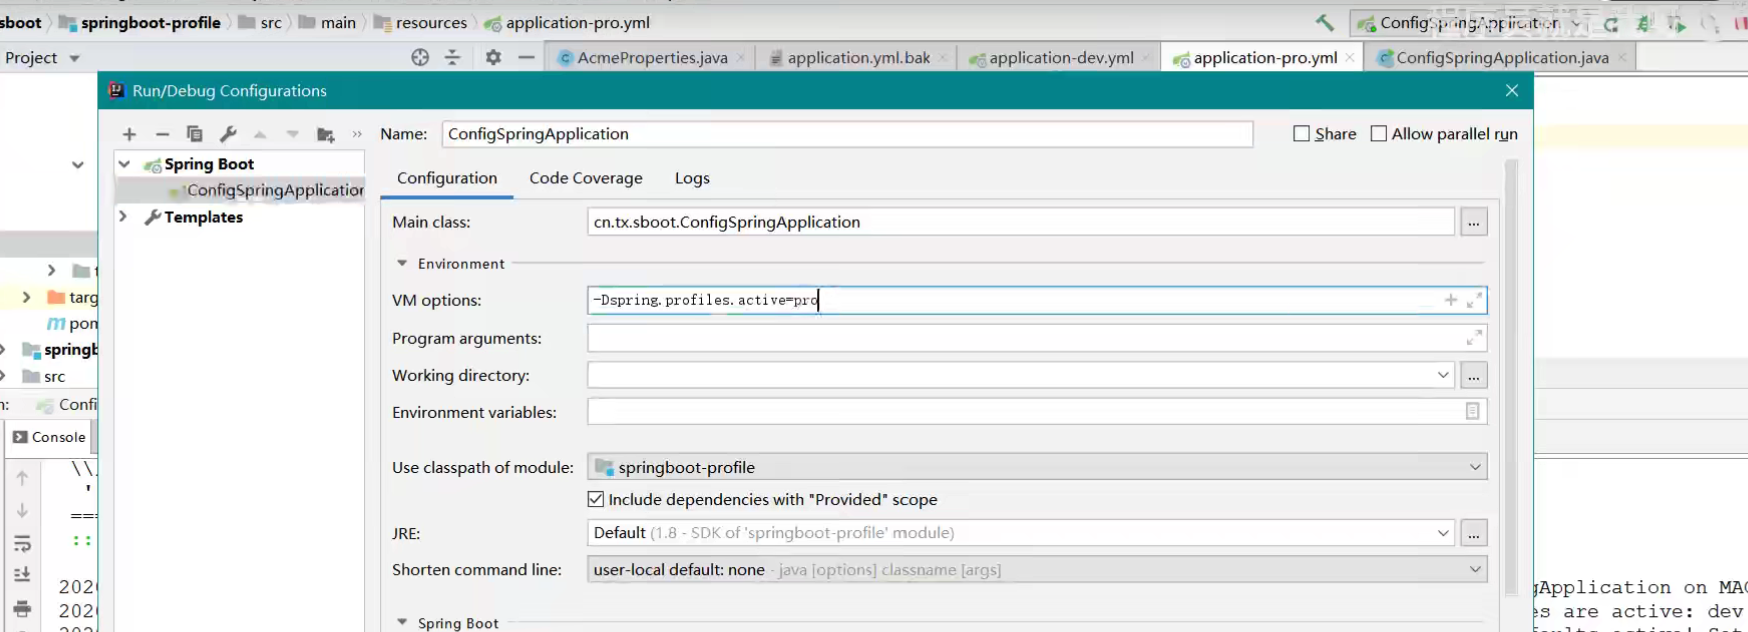 sboot springboot-profile src main resources application-pro.yml ConfigSpringApplication
Project AcmeProperties.java application.yml.bak application-dev.yml application-pro.yml ConfigSpringApplication.java
Run/Debug Configurations
Name: ConfigSpringApplication Share Allow parallel run
Spring Boot
ConfigSpringApplication
Templates
Configuration Code Coverage Logs
Main class: cn.tx.sboot.ConfigSpringApplication ...
Environment
VM options: -Dspring.profiles.active=pro
Program arguments:
Working directory: ...
Environment variables:
Use classpath of module: springboot-profile
Include dependencies with "Provided" scope
JRE: Default (1.8 - SDK of 'springboot-profile' module) ...
Shorten command line: user-local default: none - java [options] classname [args]
Spring Boot
t
targ
pom
springb
src
n: Confi
Console
\\
'
===
::
2020
2020
gApplication on MAC
es are active: dev